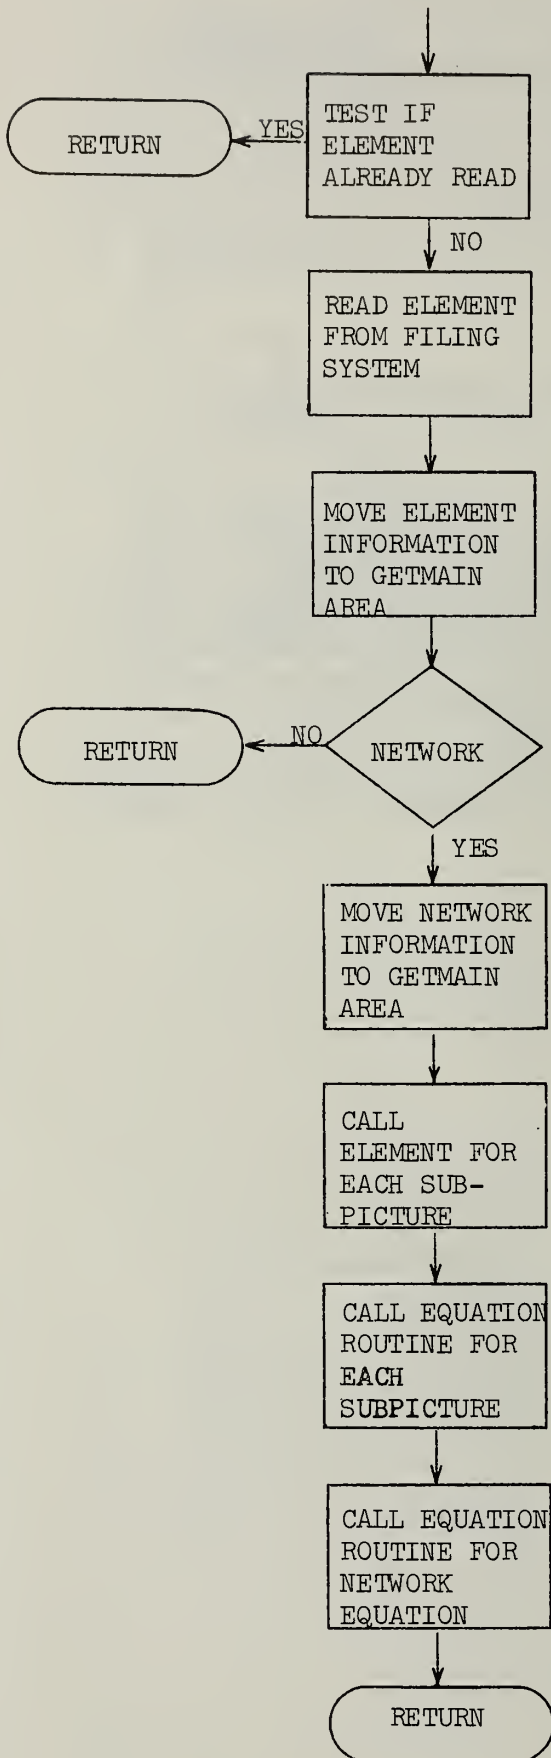 TEST IF
ELEMENT
ALREADY READ
YES
RETURN
NO
READ ELEMENT
FROM FILING
SYSTEM
MOVE ELEMENT
INFORMATION
TO GETMAIN
AREA
NETWORK
NO
RETURN
YES
MOVE NETWORK
INFORMATION
TO GETMAIN
AREA
CALL
ELEMENT FOR
EACH SUB-
PICTURE
CALL EQUATION
ROUTINE FOR
EACH
SUBPICTURE
CALL EQUATION
ROUTINE FOR
NETWORK
EQUATION
RETURN